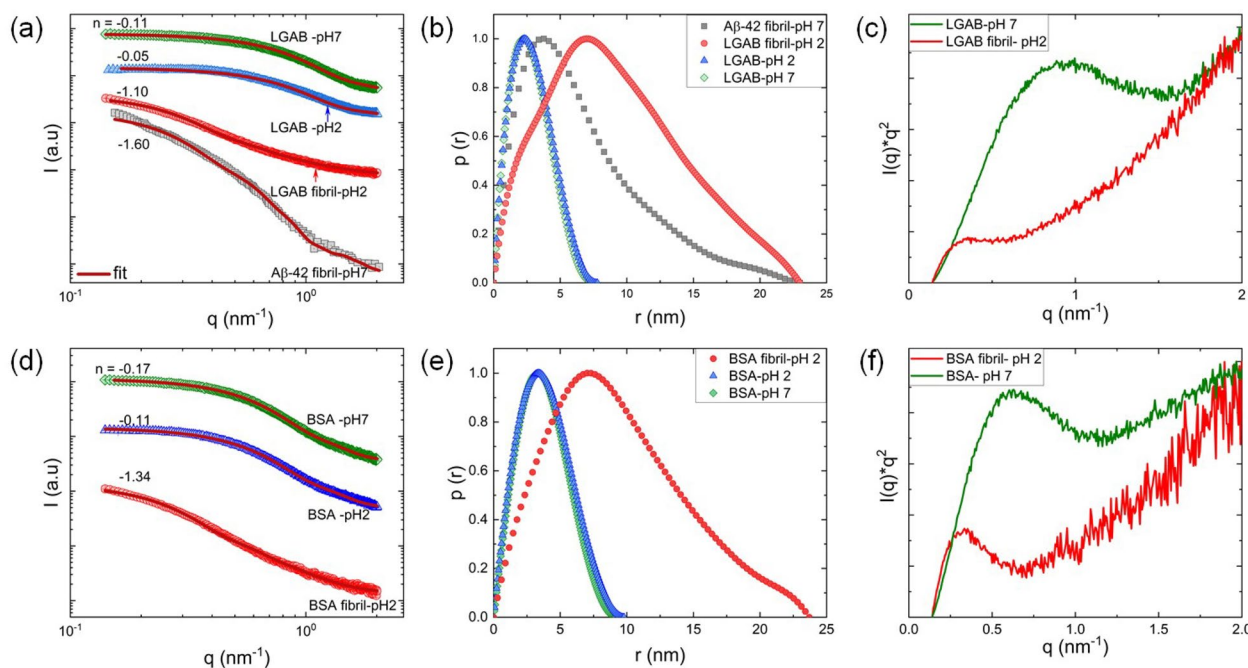 (a)
n = -0.11
LGAB -pH7
-0.05
LGAB -pH2
-1.10
-1.60
LGAB fibril-pH2
fit
Aβ-42 fibril-pH7
I (a.u)
10⁻¹
10⁰
q (nm⁻¹)
(b)
Aβ-42 fibril-pH 7
LGAB fibril-pH 2
LGAB-pH 2
LGAB-pH 7
p (r)
1.0
0.8
0.6
0.4
0.2
0.0
0
5
10
15
20
25
r (nm)
(c)
LGAB-pH 7
LGAB fibril- pH2
I(q)*q2
0
1
2
q (nm⁻¹)
(d)
n = -0.17
BSA -pH7
-0.11
BSA -pH2
-1.34
BSA fibril-pH2
I (a.u)
10⁻¹
10⁰
q (nm⁻¹)
(e)
BSA fibril-pH 2
BSA-pH 2
BSA-pH 7
p (r)
1.0
0.8
0.6
0.4
0.2
0.0
0
5
10
15
20
25
r (nm)
(f)
BSA fibril- pH 2
BSA- pH 7
I(q)*q2
0.0
0.5
1.0
1.5
2.0
q (nm⁻¹)